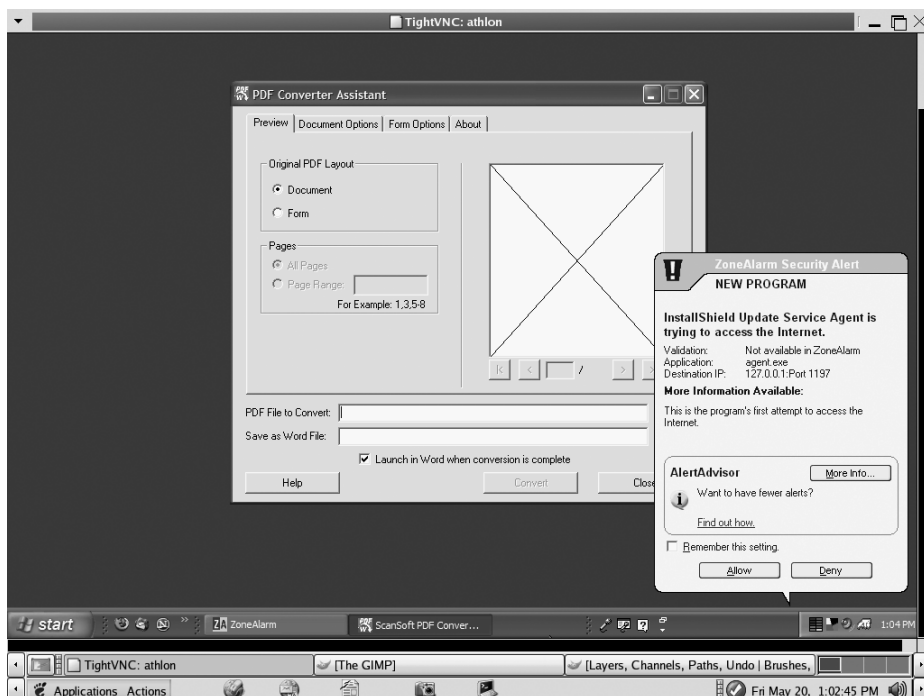 TightVNC: athlon
PDF Converter Assistant
Preview Document Options Form Options About
Original PDF Layout
Document
Form
Pages
All Pages
Page Range:
For Example: 1,3,5-8
/
PDF File to Convert:
Save as Word File:
Launch in Word when conversion is complete
Help Convert Close
ZoneAlarm Security Alert
NEW PROGRAM
InstallShield Update Service Agent is
trying to access the Internet.
Validation: Not available in ZoneAlarm
Application: agent.exe
Destination IP: 127.0.0.1:Port 1197
More Information Available:
This is the program's first attempt to access the
Internet.
AlertAdvisor More Info...
Want to have fewer alerts?
Find out how.
Remember this setting.
Allow Deny
start ZA ZoneAlarm ScanSoft PDF Conver... 1:04 PM
TightVNC: athlon [The GIMP] [Layers, Channels, Paths, Undo | Brushes,
Applications Actions Fri May 20, 1:02:45 PM